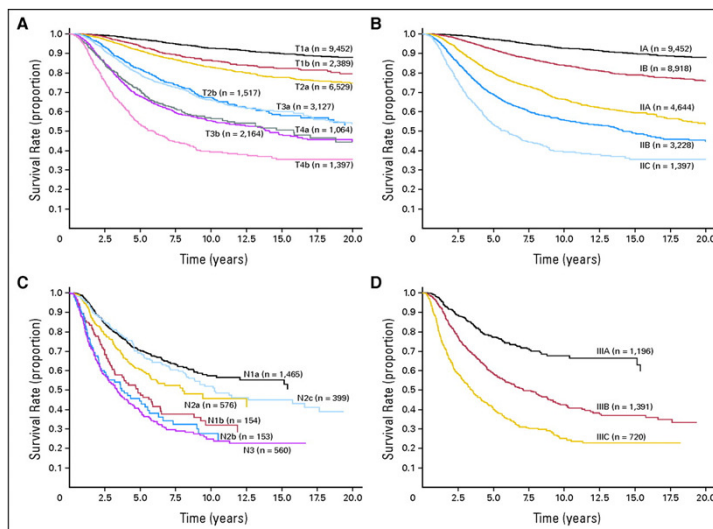 A
Survival Rate (proportion)
1.0
0.9
0.8
0.7
0.6
0.5
0.4
0.3
0.2
0.1
T1a (n = 9,452)
T1b (n = 2,389)
T2a (n = 6,529)
T2b (n = 1,517)
T3a (n = 3,127)
T4a (n = 1,064)
T3b (n = 2,164)
T4b (n = 1,397)
0 2.5 5.0 7.5 10.0 12.5 15.0 17.5 20.0
Time (years)
B
Survival Rate (proportion)
1.0
0.9
0.8
0.7
0.6
0.5
0.4
0.3
0.2
0.1
IA (n = 9,452)
IB (n = 8,918)
IIA (n = 4,644)
IIB (n = 3,228)
IIC (n = 1,397)
0 2.5 5.0 7.5 10.0 12.5 15.0 17.5 20.0
Time (years)
C
Survival Rate (proportion)
1.0
0.9
0.8
0.7
0.6
0.5
0.4
0.3
0.2
0.1
N1a (n = 1,465)
N2c (n = 399)
N2a (n = 576)
N1b (n = 154)
N2b (n = 153)
N3 (n = 560)
0 2.5 5.0 7.5 10.0 12.5 15.0 17.5 20.0
Time (years)
D
Survival Rate (proportion)
1.0
0.9
0.8
0.7
0.6
0.5
0.4
0.3
0.2
0.1
IIIA (n = 1,196)
IIIB (n = 1,391)
IIIC (n = 720)
0 2.5 5.0 7.5 10.0 12.5 15.0 17.5 20.0
Time (years)